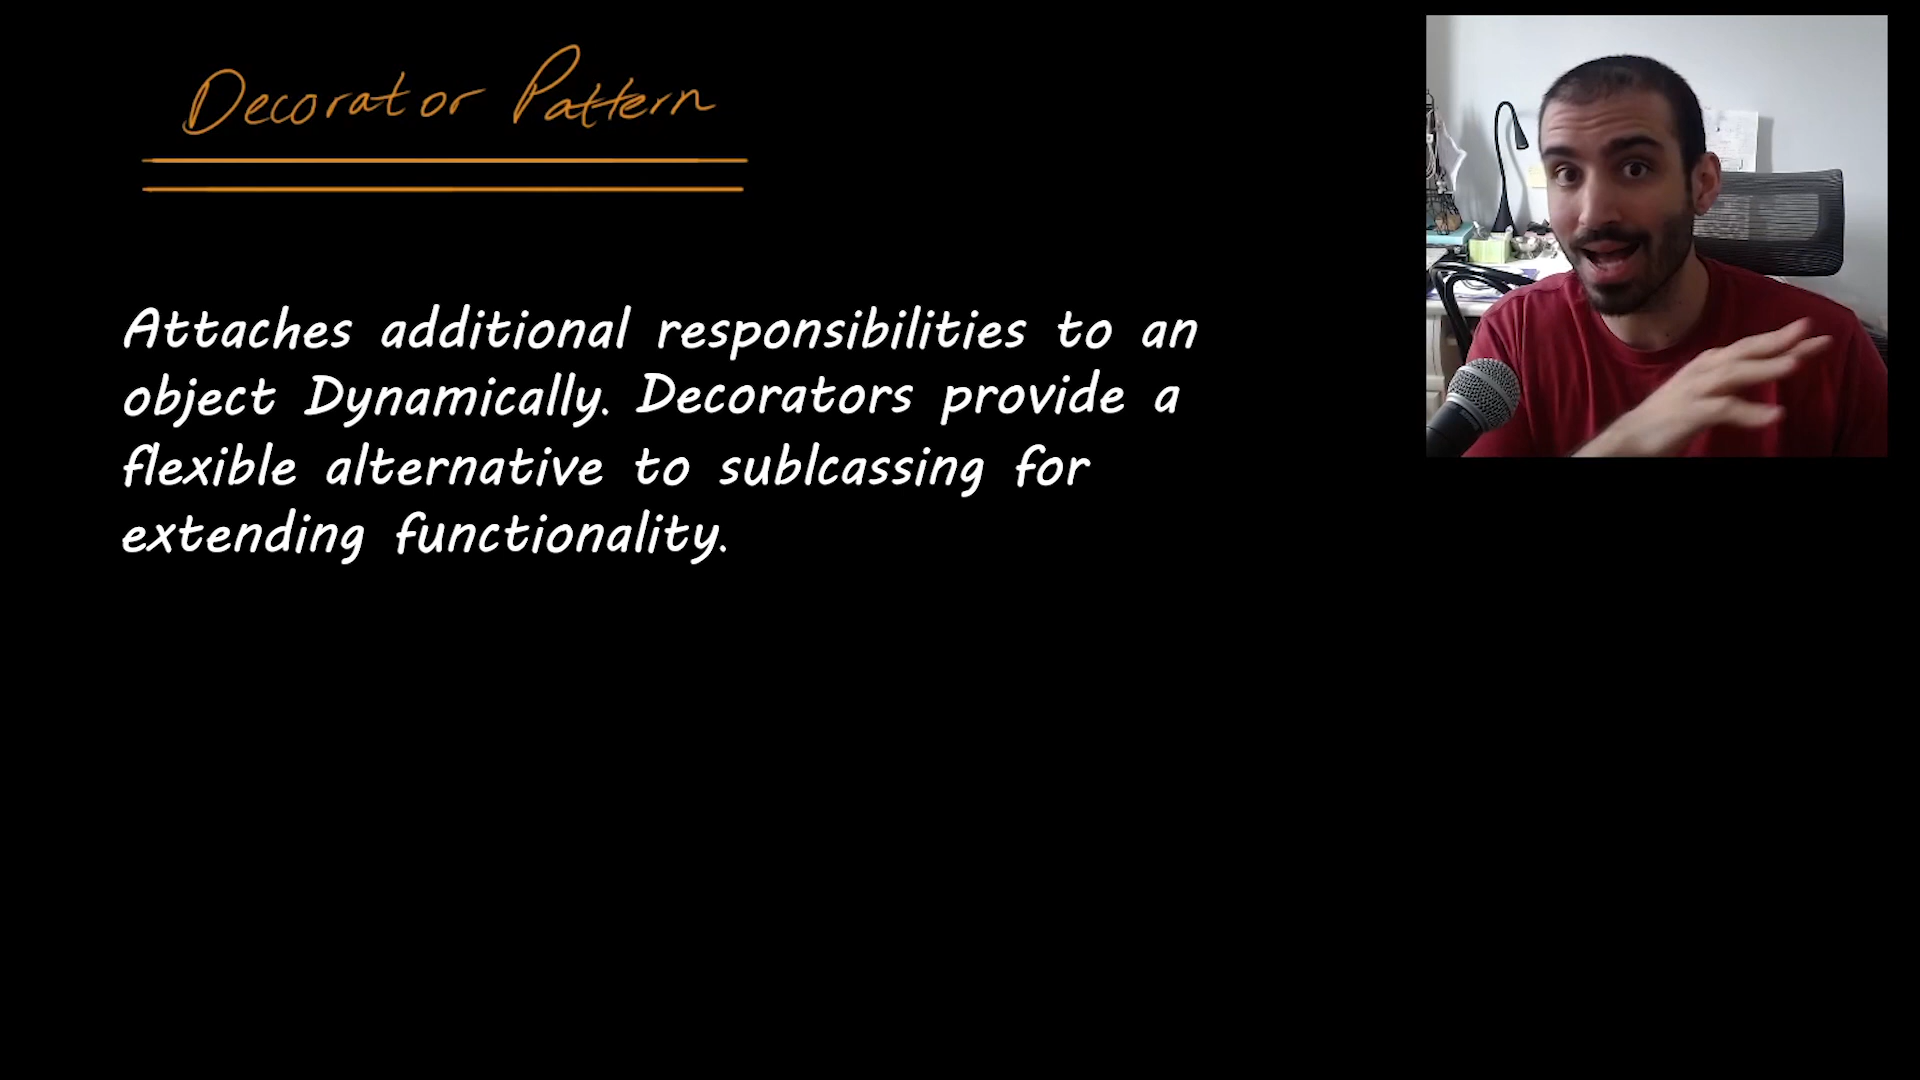 Decorator Pattern
Attaches additional responsibilities to an
object Dynamically. Decorators provide a
flexible alternative to sublcassing for
extending functionality.